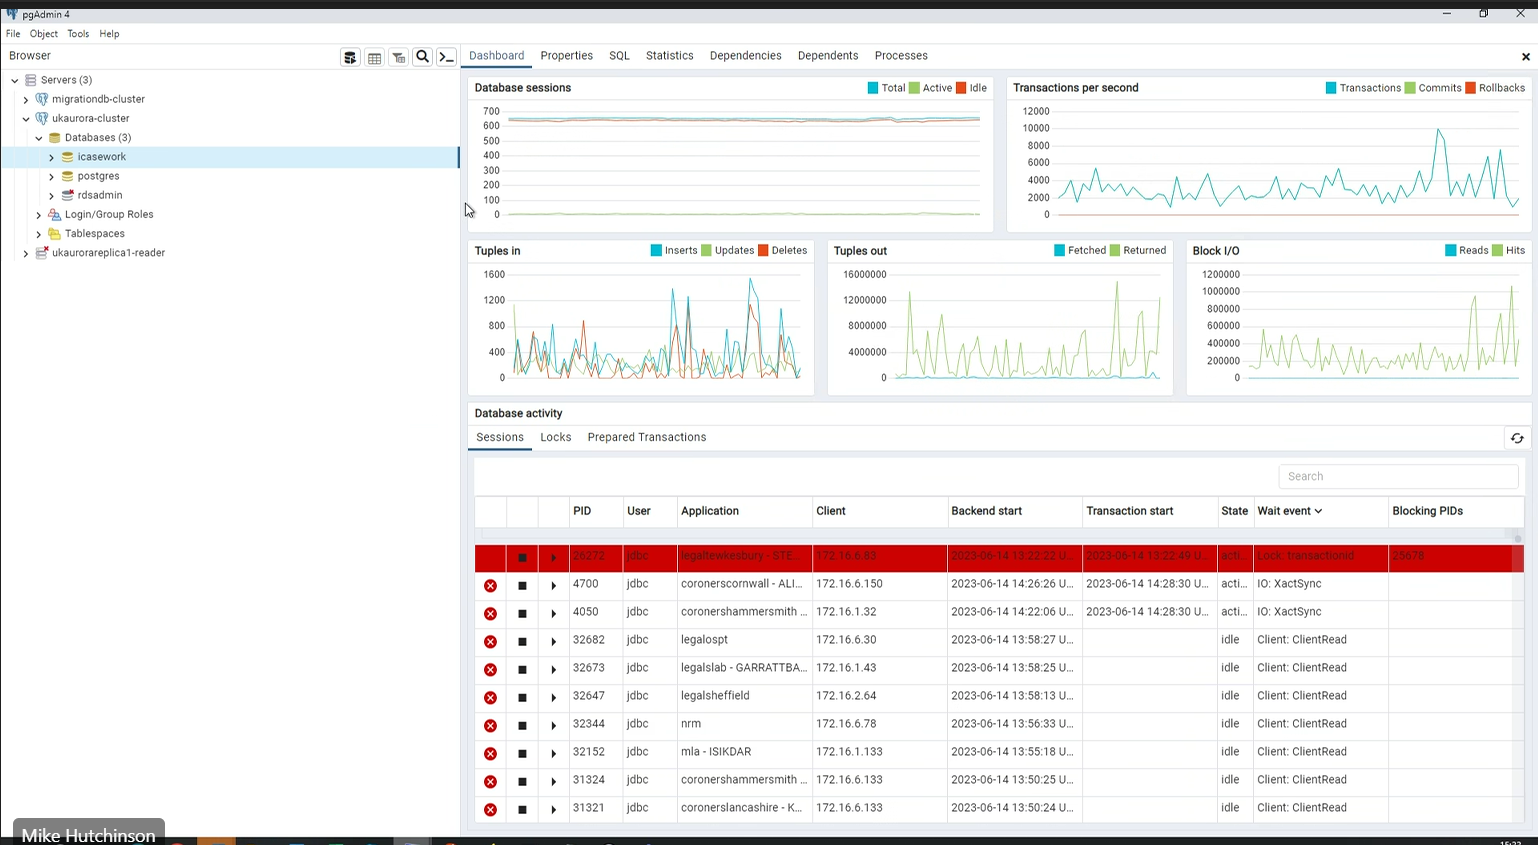 pgAdmin 4
File Object Tools Help
Browser
Dashboard Properties SQL Statistics Dependencies Dependents Processes
Servers (3)
migrationdb-cluster
ukaurora-cluster
Databases (3)
icasework
postgres
rdsadmin
Login/Group Roles
Tablespaces
ukaurorareplica1-reader
Database sessions
Total Active Idle
700
600
500
400
300
200
100
0
Transactions per second
Transactions Commits Rollbacks
12000
10000
8000
6000
4000
2000
0
Tuples in
Inserts Updates Deletes
1600
1200
800
400
0
Tuples out
Fetched Returned
16000000
12000000
8000000
4000000
0
Block I/O
Reads Hits
1200000
1000000
800000
600000
400000
200000
0
Database activity
Sessions Locks Prepared Transactions
Search
PID User Application Client Backend start Transaction start State Wait event Blocking PIDs
26272 jdbc legaltewkesbury - STE... 172.16.6.83 2023-06-14 13:22:22 U... 2023-06-14 13:22:49 U... acti... Lock: transactionid 25678
4700 jdbc coronerscornwall - ALI... 172.16.6.150 2023-06-14 14:26:26 U... 2023-06-14 14:28:30 U... acti... IO: XactSync
4050 jdbc coronershammersmith ... 172.16.1.32 2023-06-14 14:22:06 U... 2023-06-14 14:28:30 U... acti... IO: XactSync
32682 jdbc legalospt 172.16.6.30 2023-06-14 13:58:27 U... idle Client: ClientRead
32673 jdbc legalslab - GARRATTBA... 172.16.1.43 2023-06-14 13:58:25 U... idle Client: ClientRead
32647 jdbc legalsheffield 172.16.2.64 2023-06-14 13:58:13 U... idle Client: ClientRead
32344 jdbc nrm 172.16.6.78 2023-06-14 13:56:33 U... idle Client: ClientRead
32152 jdbc mla - ISIKDAR 172.16.1.133 2023-06-14 13:55:18 U... idle Client: ClientRead
31324 jdbc coronershammersmith ... 172.16.6.133 2023-06-14 13:50:25 U... idle Client: ClientRead
31321 jdbc coronerslancashire - K... 172.16.6.133 2023-06-14 13:50:24 U... idle Client: ClientRead
Mike Hutchinson